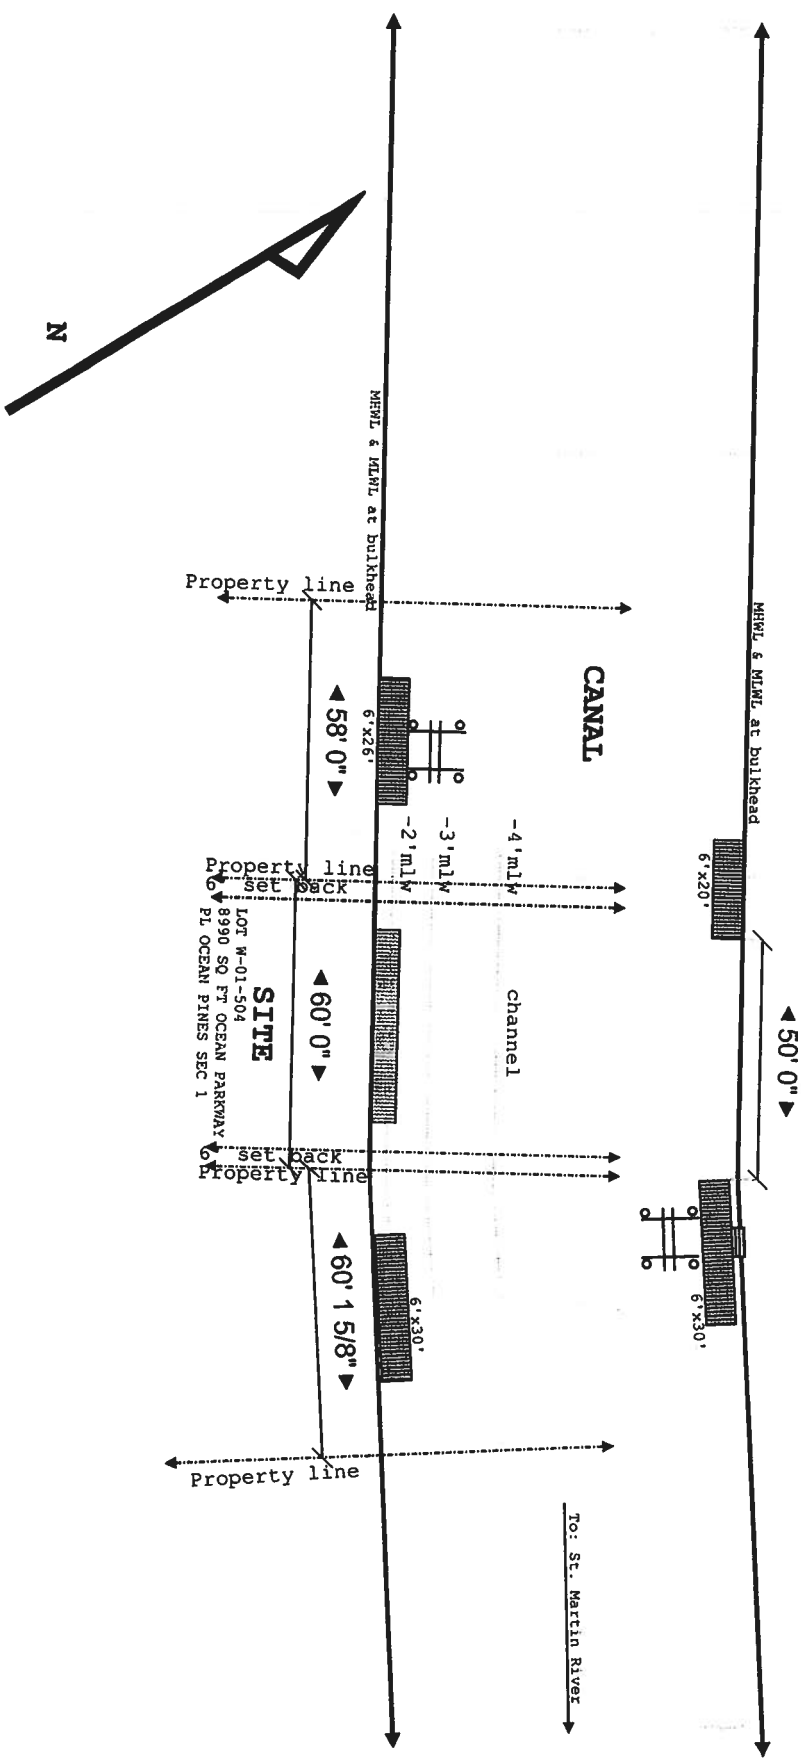 N
MHWL & MLWL at bulkhead
MHWL & MLWL at bulkhead
Property line
CANAL
58' 0"
6'x26'
-2'mlw
-3'mlw
-4'mlw
6'x20'
Property line
6' set back
LOT W-01-504
8990 SQ FT OCEAN PARKWAY
PL OCEAN PINES SEC 1
SITE
60' 0"
channel
50' 0"
6' set back
Property line
60' 1 5/8"
6'x30'
6'x30'
Property line
To: St. Martin River